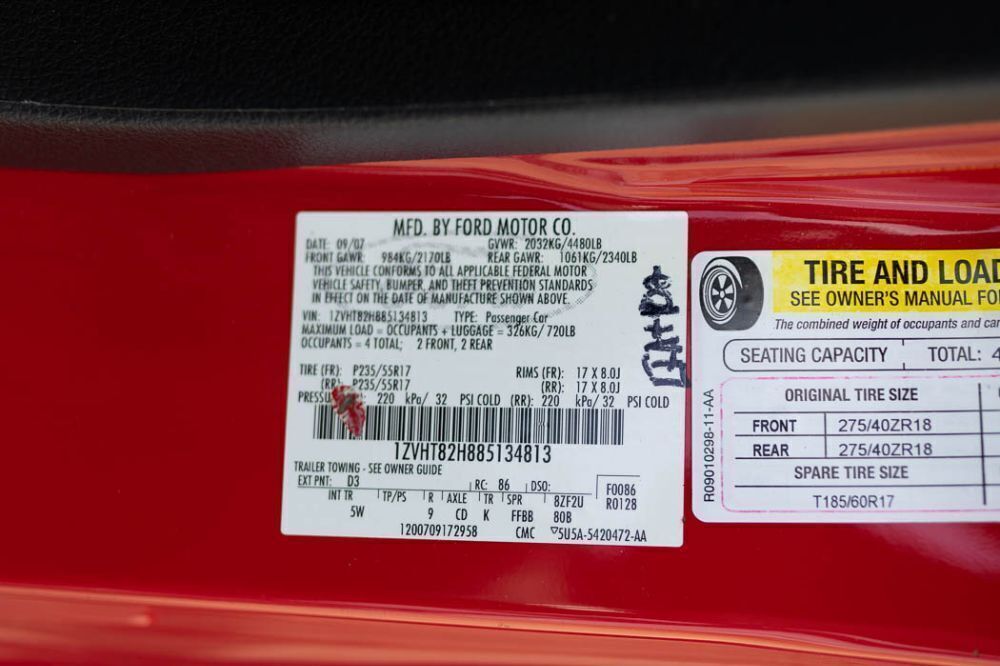 MFD. BY FORD MOTOR CO.
DATE: 09/07 GVWR: 2032KG/4480LB
FRONT GAWR: 984KG/2170LB REAR GAWR: 1061KG/2340LB
THIS VEHICLE CONFORMS TO ALL APPLICABLE FEDERAL MOTOR
VEHICLE SAFETY, BUMPER, AND THEFT PREVENTION STANDARDS
IN EFFECT ON THE DATE OF MANUFACTURE SHOWN ABOVE.
VIN: 1ZVHT82H885134813 TYPE: Passenger Car
MAXIMUM LOAD = OCCUPANTS + LUGGAGE = 326KG/720LB
OCCUPANTS = 4 TOTAL; 2 FRONT, 2 REAR
TIRE (FR): P235/55R17 RIMS (FR): 17 X 8.0J
(RR): P235/55R17 (RR): 17 X 8.0J
PRESSU (FR): 220 kPa/ 32 PSI COLD (RR): 220 kPa/ 32 PSI COLD
1ZVHT82H885134813
TRAILER TOWING - SEE OWNER GUIDE
EXT PNT: D3 RC: 86 DSO: F0086
INT TR TP/PS R AXLE TR SPR 8ZF2U R0128
5W 9 CD K FFBB 80B
1200709172958 CMC ▽5U5A-5420472-AA
TIRE AND LOAD
SEE OWNER'S MANUAL FO
The combined weight of occupants and car
SEATING CAPACITY TOTAL: 4
ORIGINAL TIRE SIZE
FRONT 275/40ZR18
REAR 275/40ZR18
SPARE TIRE SIZE
T185/60R17
R09010298-11-AA